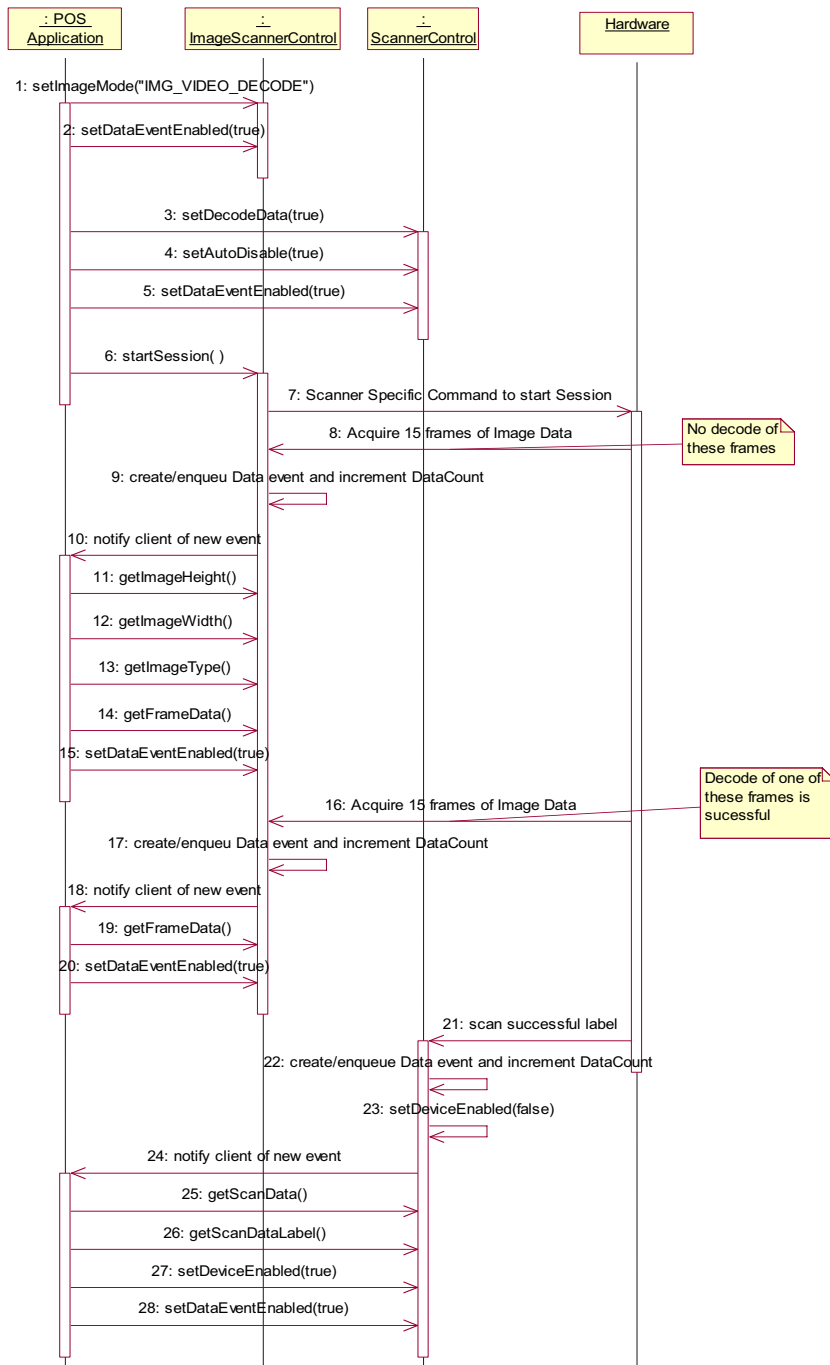 : POS
Application
:
ImageScannerControl
:
ScannerControl
Hardware
1: setImageMode("IMG_VIDEO_DECODE")
2: setDataEventEnabled(true)
3: setDecodeData(true)
4: setAutoDisable(true)
5: setDataEventEnabled(true)
6: startSession( )
7: Scanner Specific Command to start Session
8: Acquire 15 frames of Image Data
No decode of
these frames
9: create/enqueu Data event and increment DataCount
10: notify client of new event
11: getImageHeight()
12: getImageWidth()
13: getImageType()
14: getFrameData()
15: setDataEventEnabled(true)
Decode of one of
these frames is
sucessful
16: Acquire 15 frames of Image Data
17: create/enqueu Data event and increment DataCount
18: notify client of new event
19: getFrameData()
20: setDataEventEnabled(true)
21: scan successful label
22: create/enqueue Data event and increment DataCount
23: setDeviceEnabled(false)
24: notify client of new event
25: getScanData()
26: getScanDataLabel()
27: setDeviceEnabled(true)
28: setDataEventEnabled(true)